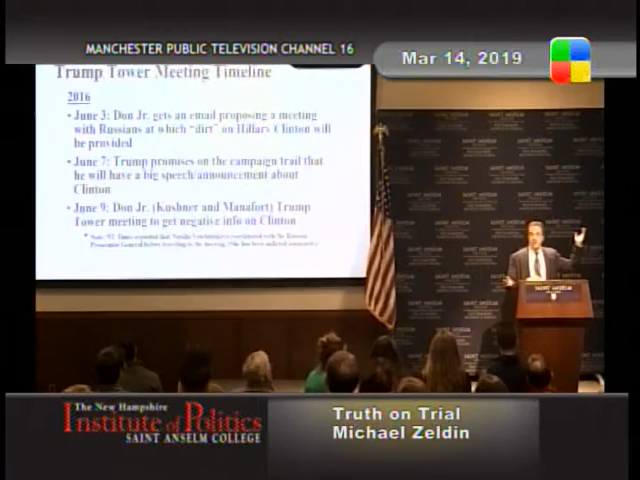 MANCHESTER PUBLIC TELEVISION CHANNEL 16
Mar 14, 2019
Trump Tower Meeting Timeline
2016
• June 3: Don Jr. gets an email proposing a meeting
with Russians at which "dirt" on Hillary Clinton will
be provided
• June 7: Trump promises on the campaign trail that
he will have a big speech/announcement about
Clinton
• June 9: Don Jr. (Kushner and Manafort) Trump
Tower meeting to get negative info on Clinton
SAINT ANSELM
The New Hampshire
Institute of Politics
SAINT ANSELM COLLEGE
Truth on Trial
Michael Zeldin